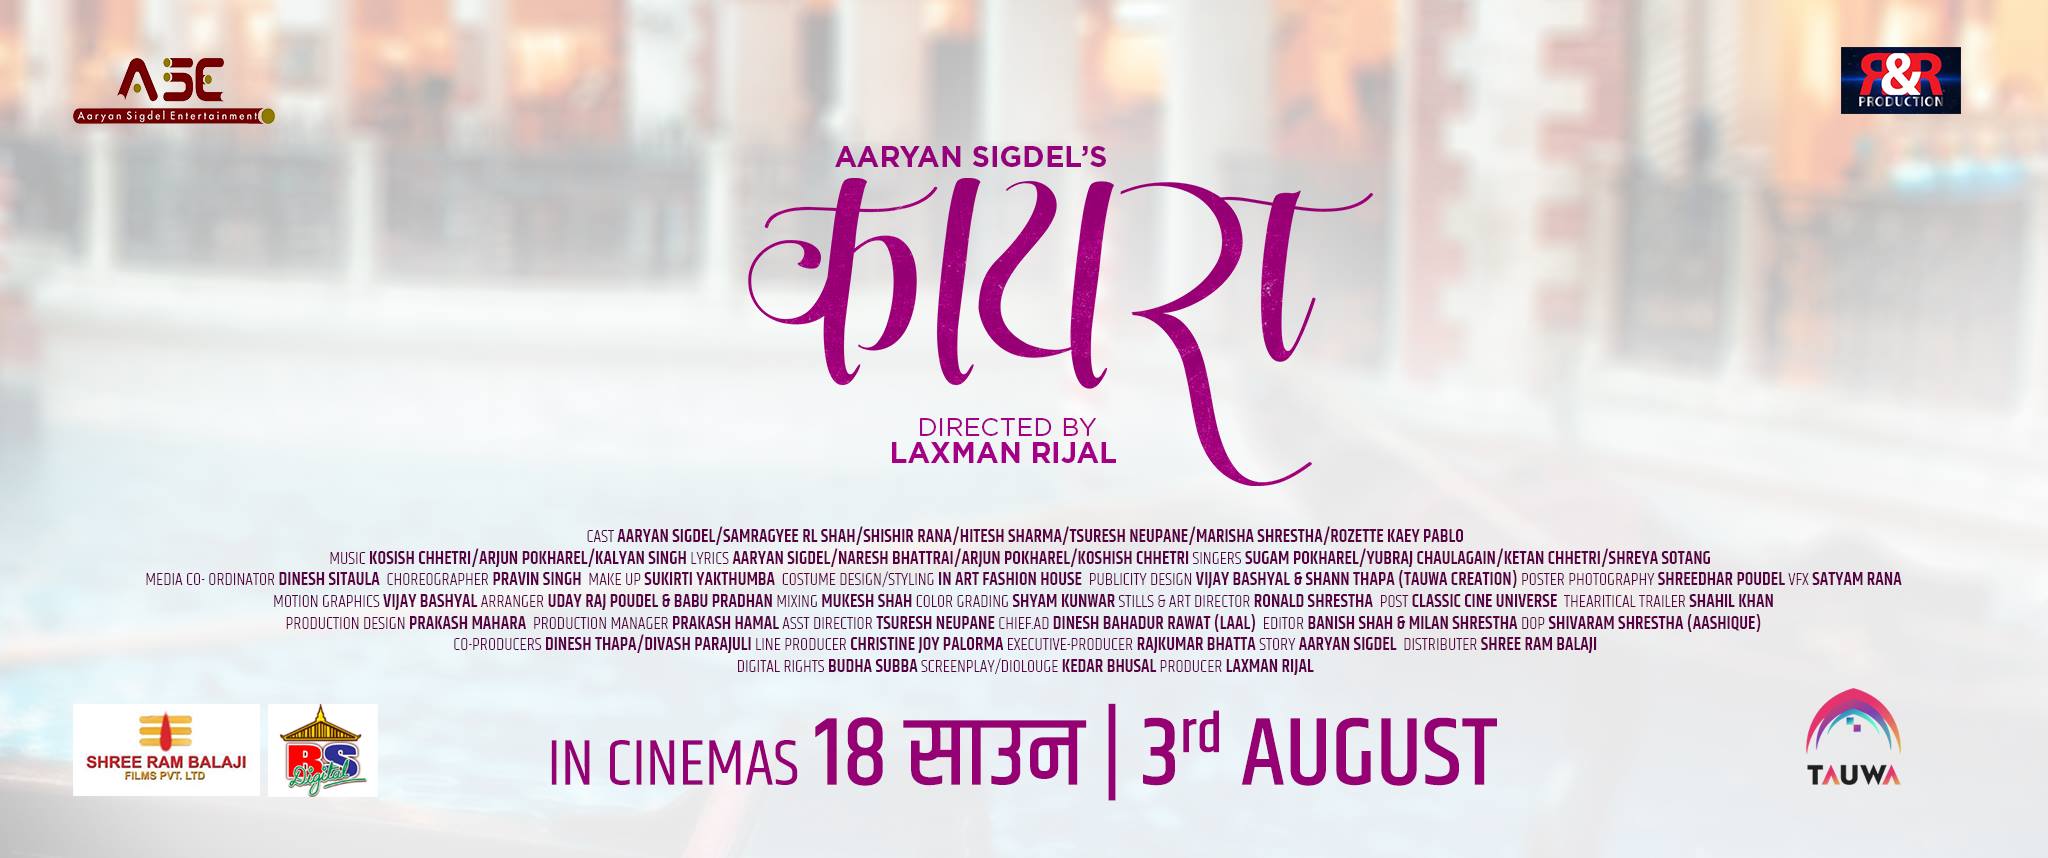 ASE
Aaryan Sigdel Entertainment
R&R
PRODUCTION
AARYAN SIGDEL'S
कायरा
DIRECTED BY
LAXMAN RIJAL
CAST AARYAN SIGDEL/SAMRAGYEE RL SHAH/SHISHIR RANA/HITESH SHARMA/TSURESH NEUPANE/MARISHA SHRESTHA/ROZETTE KAEY PABLO
MUSIC KOSISH CHHETRI/ARJUN POKHAREL/KALYAN SINGH LYRICS AARYAN SIGDEL/NARESH BHATTRAI/ARJUN POKHAREL/KOSHISH CHHETRI SINGERS SUGAM POKHAREL/YUBRAJ CHAULAGAIN/KETAN CHHETRI/SHREYA SOTANG
MEDIA CO- ORDINATOR DINESH SITAULA CHOREOGRAPHER PRAVIN SINGH MAKE UP SUKIRTI YAKTHUMBA COSTUME DESIGN/STYLING IN ART FASHION HOUSE PUBLICITY DESIGN VIJAY BASHYAL & SHANN THAPA (TAUWA CREATION) POSTER PHOTOGRAPHY SHREEDHAR POUDEL VFX SATYAM RANA
MOTION GRAPHICS VIJAY BASHYAL ARRANGER UDAY RAJ POUDEL & BABU PRADHAN MIXING MUKESH SHAH COLOR GRADING SHYAM KUNWAR STILLS & ART DIRECTOR RONALD SHRESTHA POST CLASSIC CINE UNIVERSE THEARITICAL TRAILER SHAHIL KHAN
PRODUCTION DESIGN PRAKASH MAHARA PRODUCTION MANAGER PRAKASH HAMAL ASST DIRECTIOR TSURESH NEUPANE CHIEF.AD DINESH BAHADUR RAWAT (LAAL) EDITOR BANISH SHAH & MILAN SHRESTHA DOP SHIVARAM SHRESTHA (AASHIQUE)
CO-PRODUCERS DINESH THAPA/DIVASH PARAJULI LINE PRODUCER CHRISTINE JOY PALORMA EXECUTIVE-PRODUCER RAJKUMAR BHATTA STORY AARYAN SIGDEL DISTRIBUTER SHREE RAM BALAJI
DIGITAL RIGHTS BUDHA SUBBA SCREENPLAY/DIOLOUGE KEDAR BHUSAL PRODUCER LAXMAN RIJAL
SHREE RAM BALAJI
FILMS PVT. LTD
BS
Digital
IN CINEMAS 18 साउन | 3rd AUGUST
TAUWA